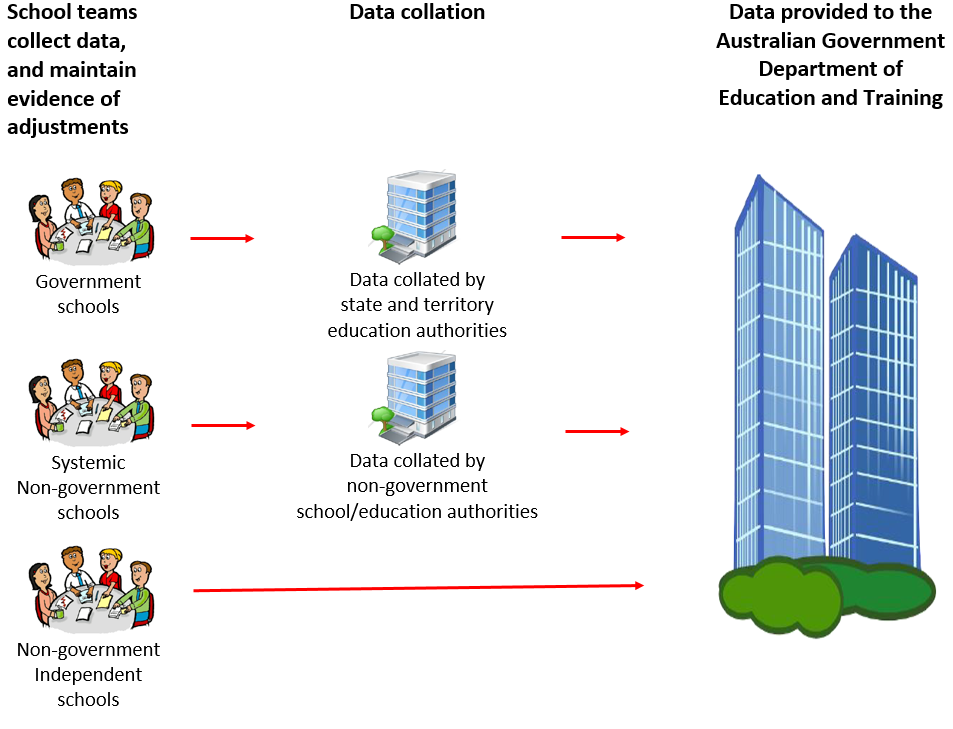 School teams
collect data,
and maintain
evidence of
adjustments
Data collation
Data provided to the
Australian Government
Department of
Education and Training
Government
schools
Data collated by
state and territory
education authorities
Systemic
Non-government
schools
Data collated by
non-government
school/education authorities
Non-government
Independent
schools